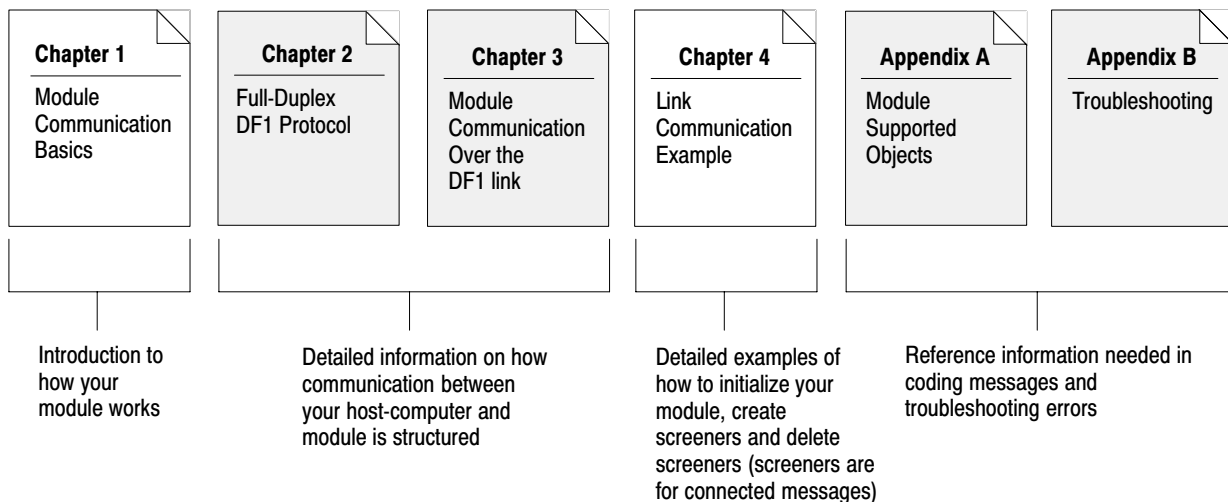 Chapter 1
Module
Communication
Basics
Chapter 2
Full-Duplex
DF1 Protocol
Chapter 3
Module
Communication
Over the
DF1 link
Chapter 4
Link
Communication
Example
Appendix A
Module
Supported
Objects
Appendix B
Troubleshooting
Introduction to
how your
module works
Detailed information on how
communication between
your host-computer and
module is structured
Detailed examples of
how to initialize your
module, create
screeners and delete
screeners (screeners are
for connected messages)
Reference information needed in
coding messages and
troubleshooting errors